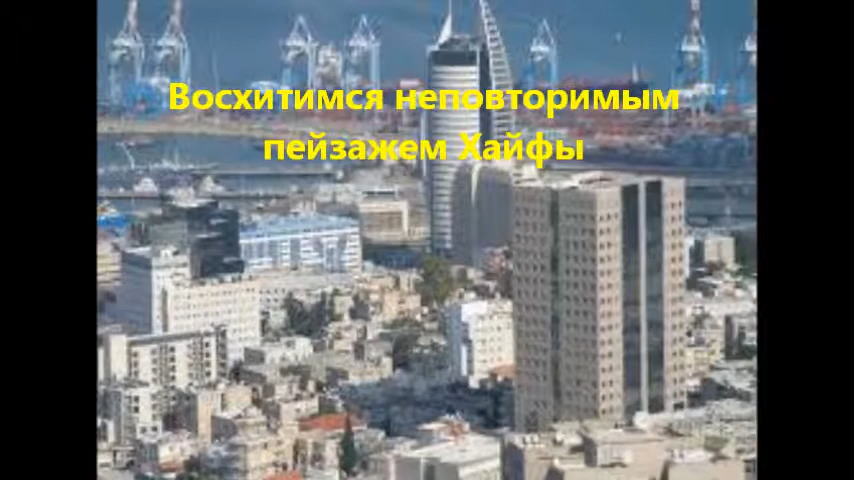 Восхитимся неповторимым
пейзажем Хайфы